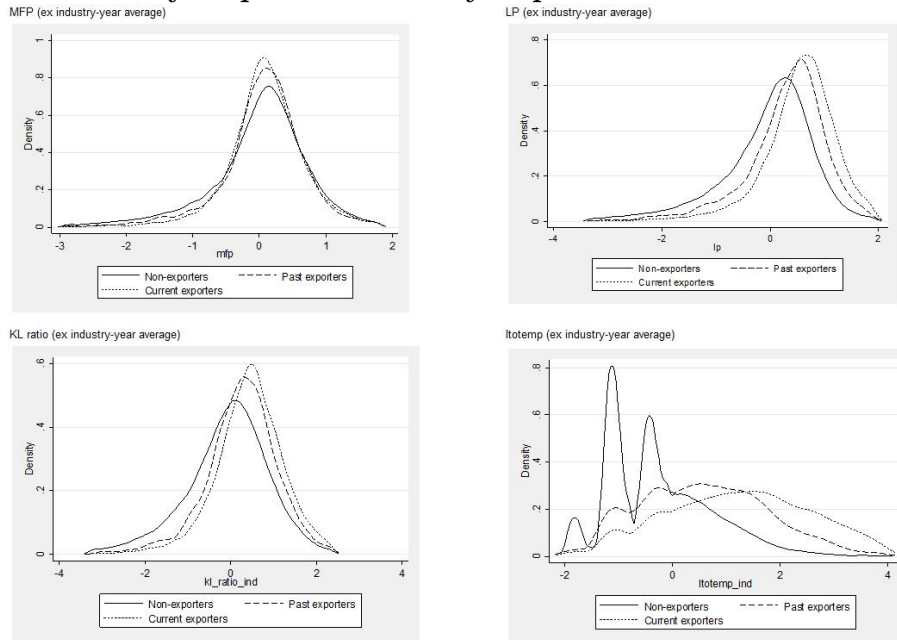 MFP (ex industry-year average)
Density
0 .2 .4 .6 .8 1
-3 -2 -1 0 1 2
mfp
Non-exporters Past exporters
Current exporters
LP (ex industry-year average)
Density
0 .2 .4 .6 .8
-4 -2 0 2
lp
Non-exporters Past exporters
Current exporters
KL ratio (ex industry-year average)
Density
0 .2 .4 .6
-4 -2 0 2 4
kl_ratio_ind
Non-exporters Past exporters
Current exporters
ltotemp (ex industry-year average)
Density
0 .2 .4 .6 .8
-2 0 2 4
ltotemp_ind
Non-exporters Past exporters
Current exporters